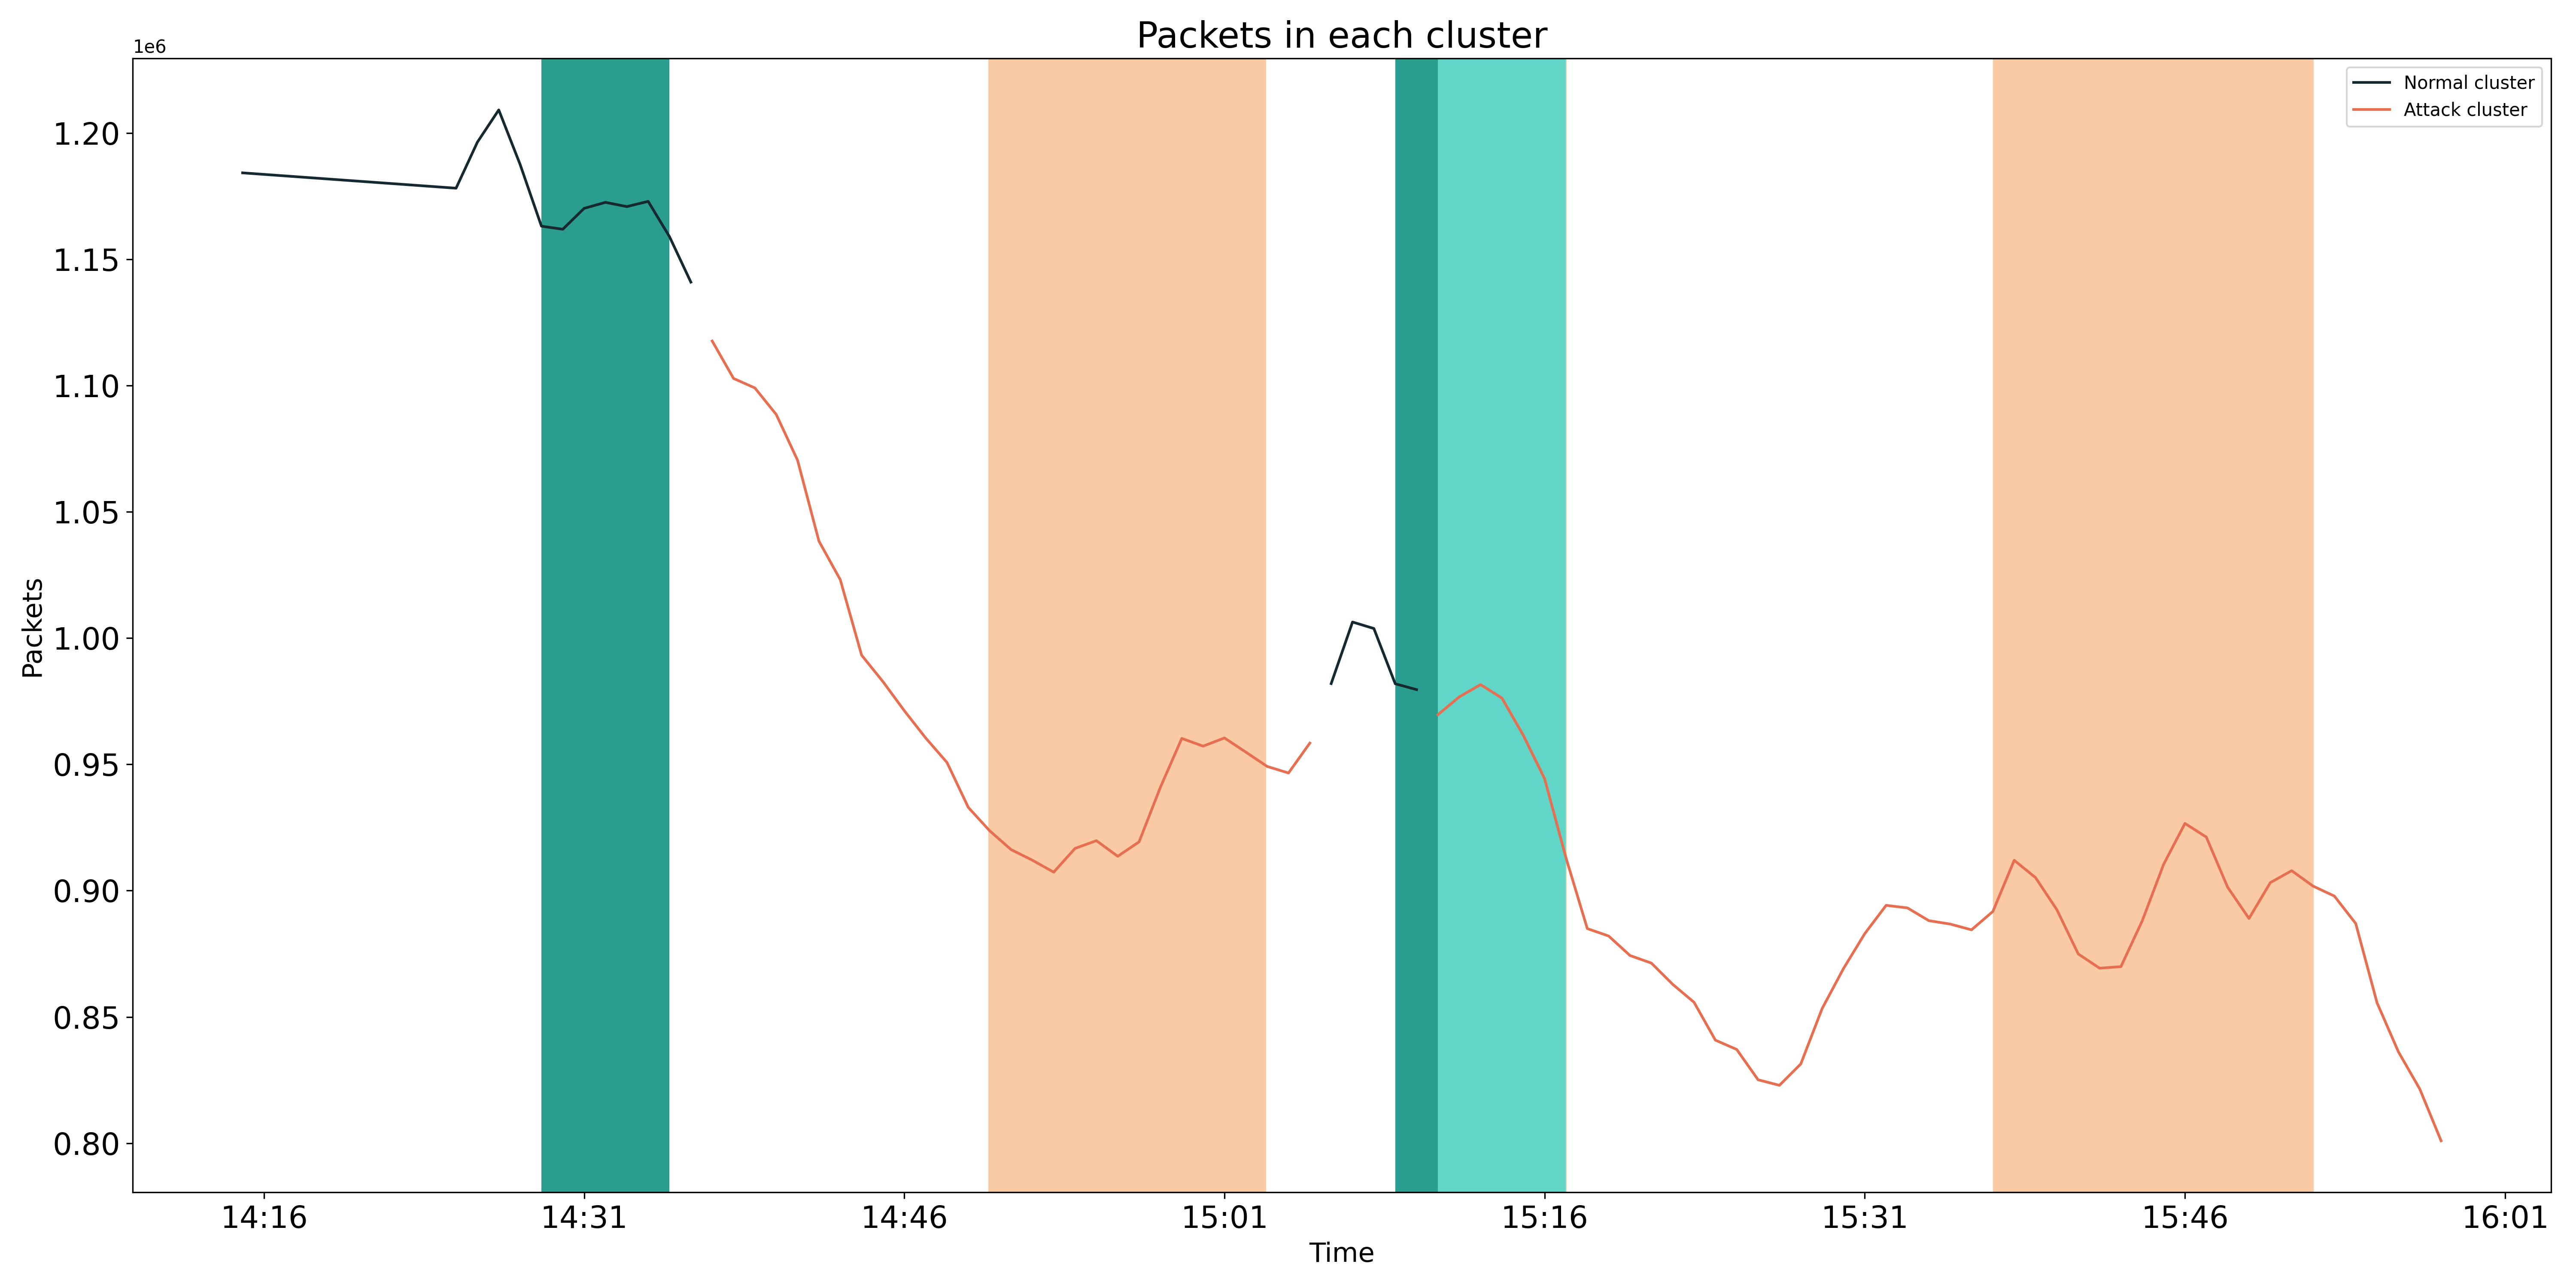 Packets in each cluster
1e6
Normal cluster
Attack cluster
1.20
1.15
1.10
1.05
1.00
0.95
0.90
0.85
0.80
Packets
14:16 14:31 14:46 15:01 15:16 15:31 15:46 16:01
Time